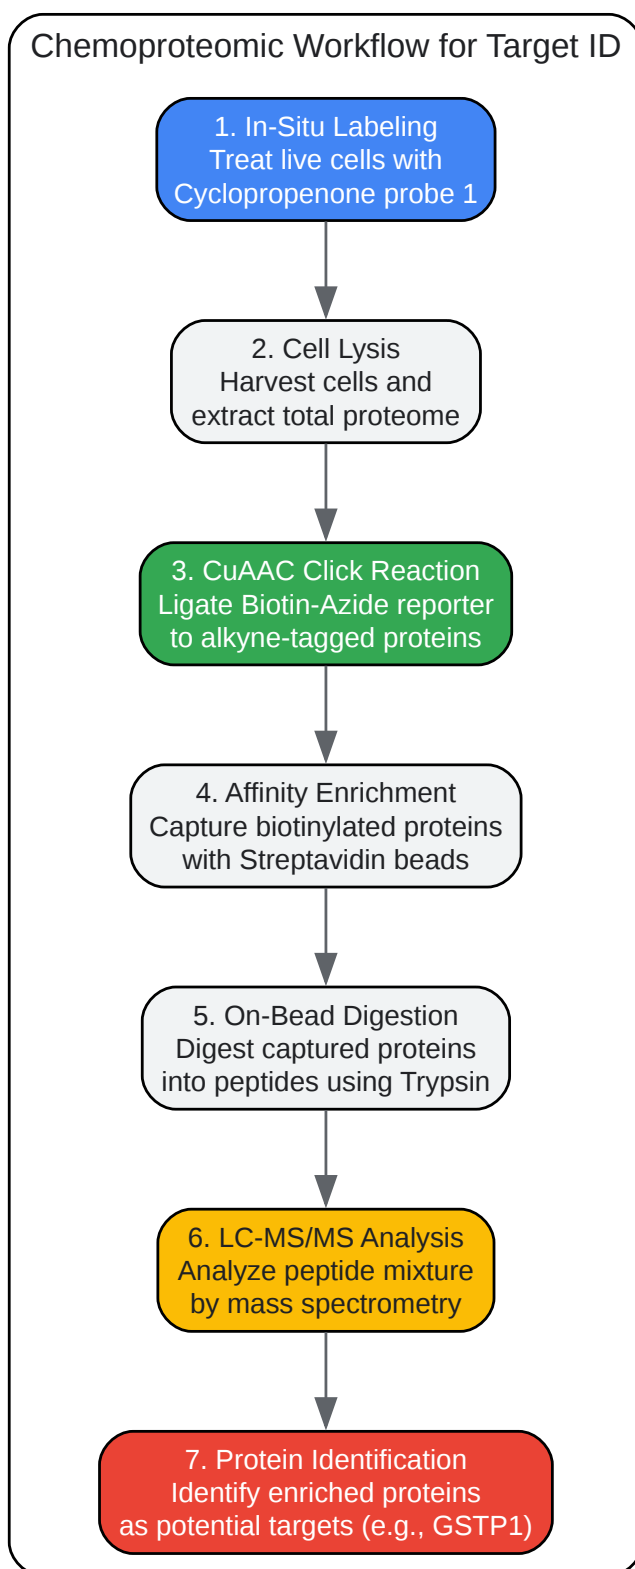 Chemoproteomic Workflow for Target ID
1. In-Situ Labeling
Treat live cells with
Cyclopropenone probe 1
2. Cell Lysis
Harvest cells and
extract total proteome
3. CuAAC Click Reaction
Ligate Biotin-Azide reporter
to alkyne-tagged proteins
4. Affinity Enrichment
Capture biotinylated proteins
with Streptavidin beads
5. On-Bead Digestion
Digest captured proteins
into peptides using Trypsin
6. LC-MS/MS Analysis
Analyze peptide mixture
by mass spectrometry
7. Protein Identification
Identify enriched proteins
as potential targets (e.g., GSTP1)